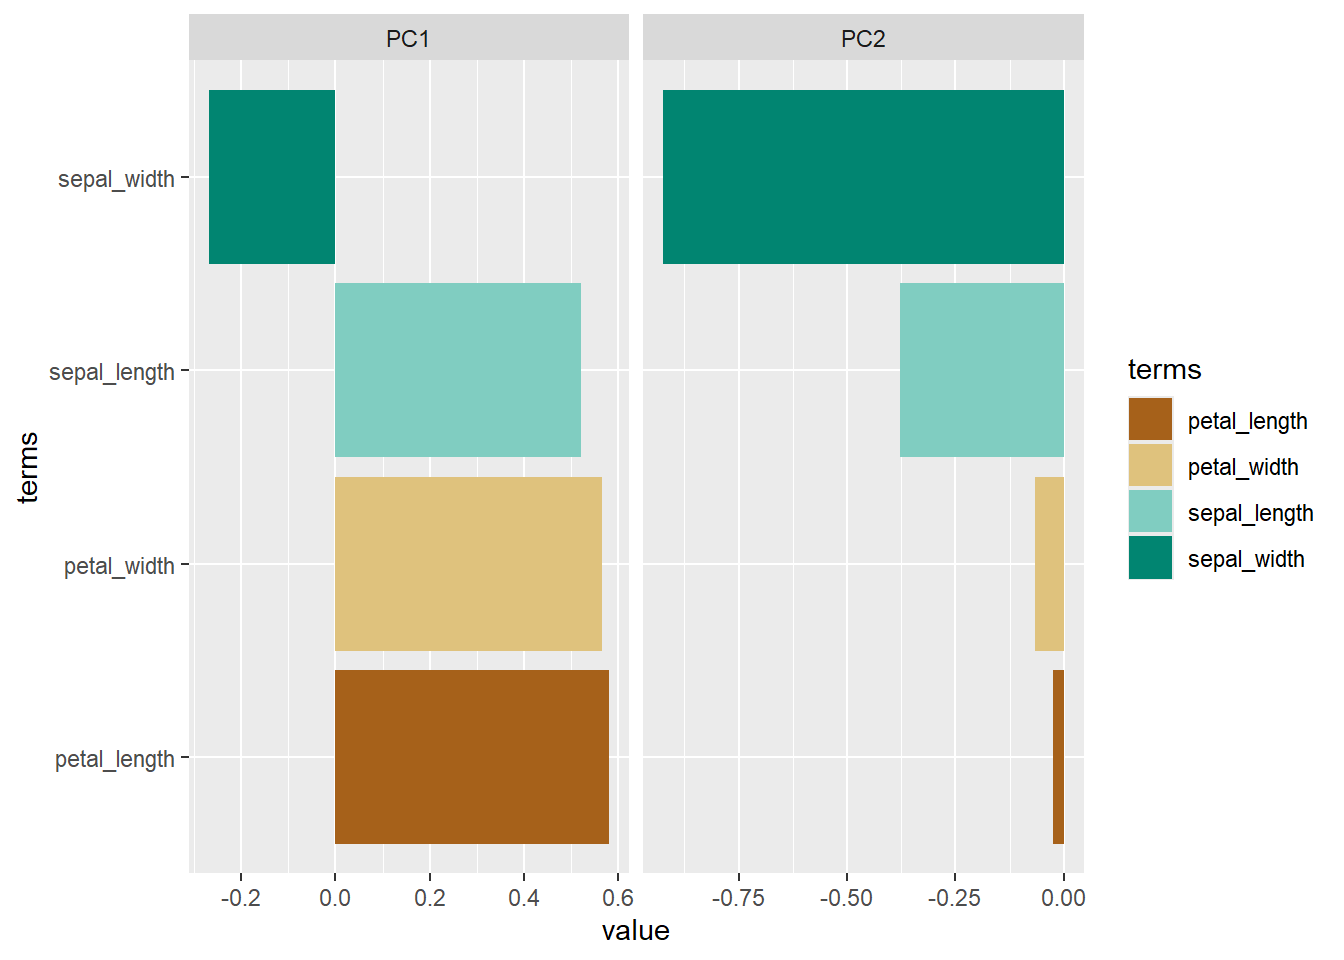 PC1
PC2
sepal_width
sepal_length
petal_width
petal_length
terms
-0.2 0.0 0.2 0.4 0.6
-0.75 -0.50 -0.25 0.00
value
terms
petal_length
petal_width
sepal_length
sepal_width